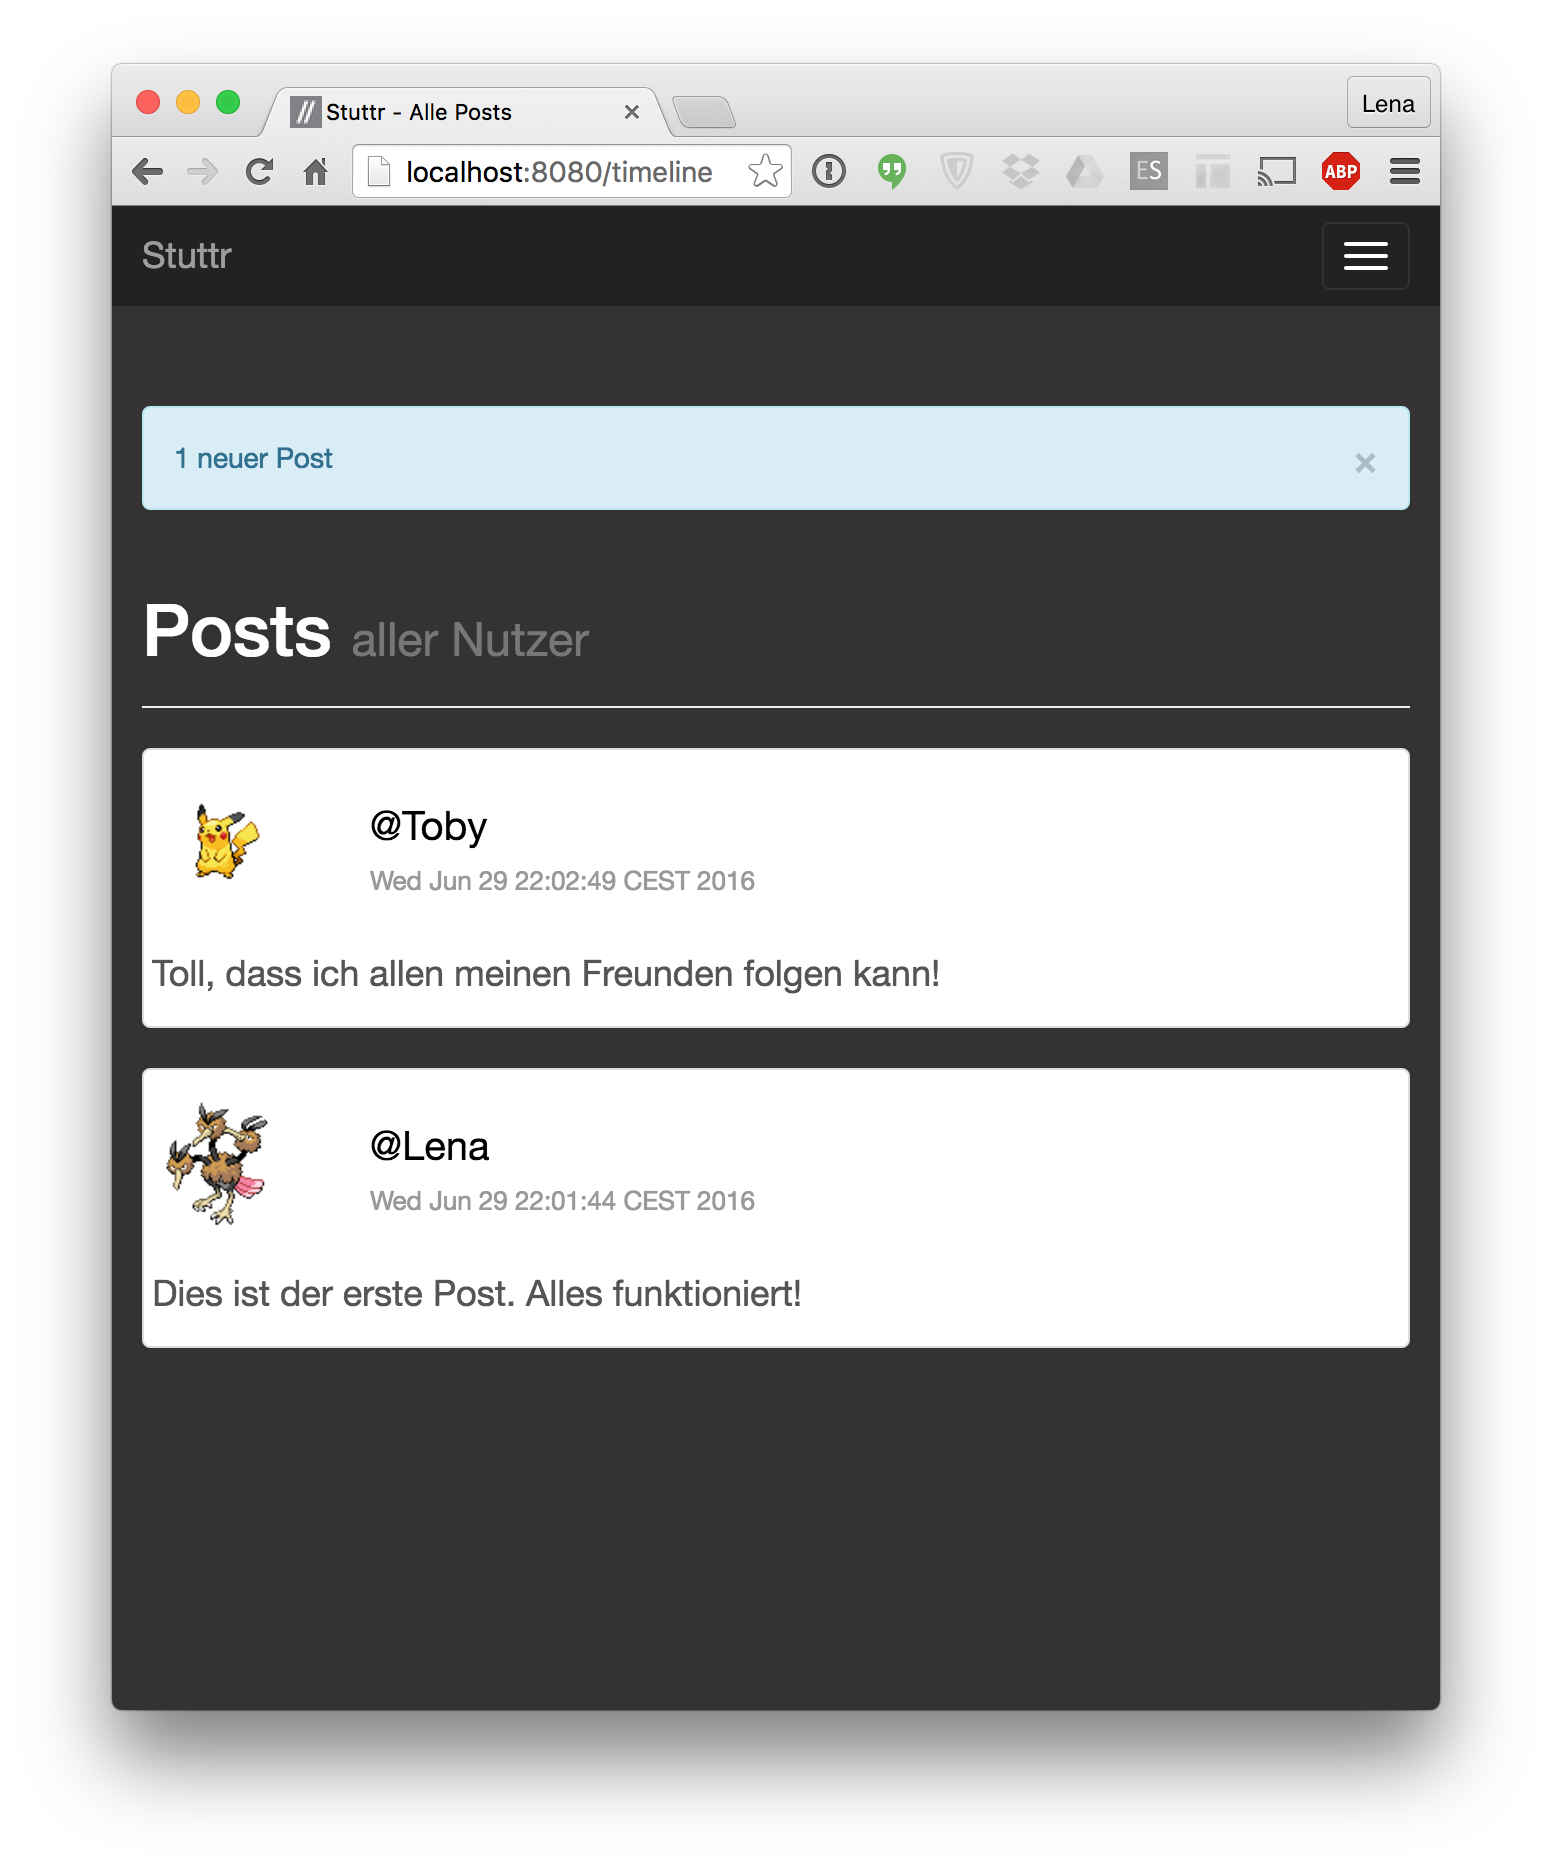 Stuttr - Alle Posts
Lena
localhost:8080/timeline
ES
ABP
Stuttr
1 neuer Post
×
Posts aller Nutzer
@Toby
Wed Jun 29 22:02:49 CEST 2016
Toll, dass ich allen meinen Freunden folgen kann!
@Lena
Wed Jun 29 22:01:44 CEST 2016
Dies ist der erste Post. Alles funktioniert!